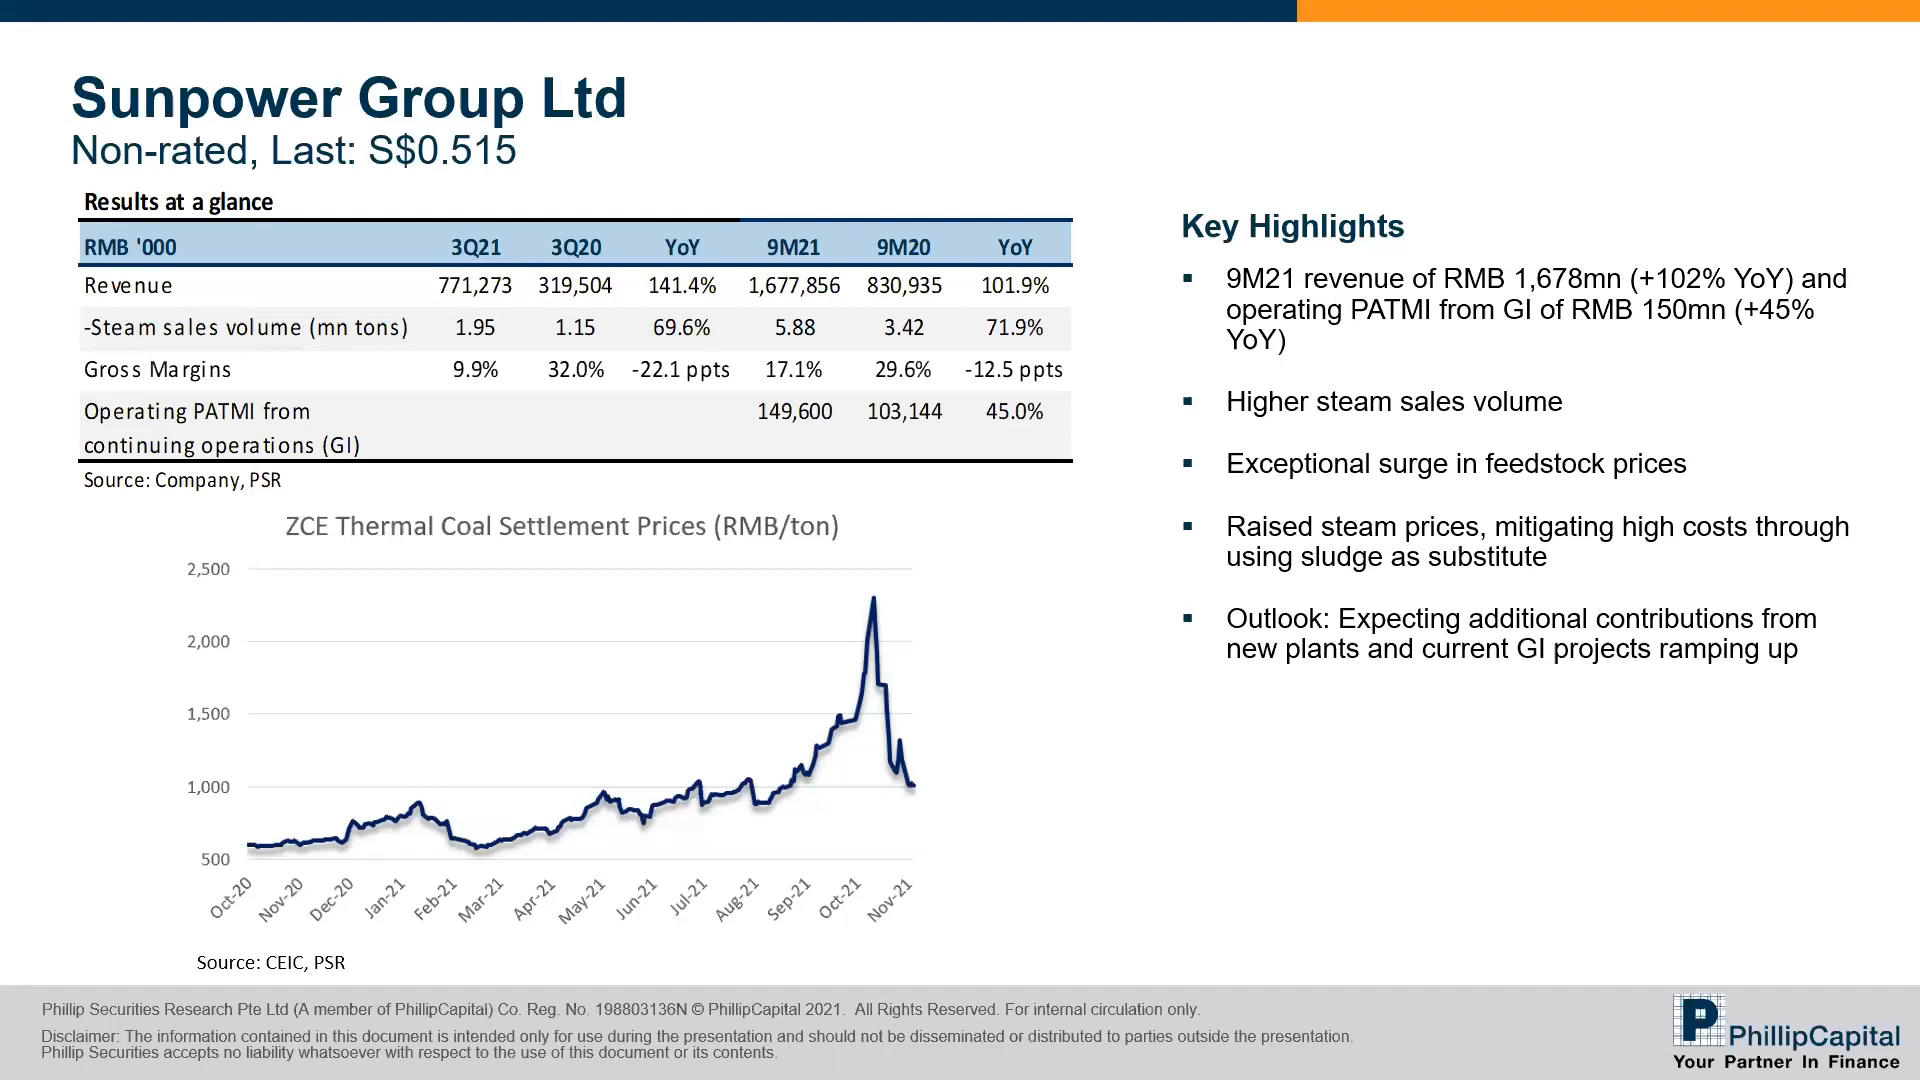 Sunpower Group Ltd
Non-rated, Last: S$0.515
Results at a glance
RMB '000 3Q21 3Q20 YoY 9M21 9M20 YoY
Revenue 771,273 319,504 141.4% 1,677,856 830,935 101.9%
-Steam sales volume (mn tons) 1.95 1.15 69.6% 5.88 3.42 71.9%
Gross Margins 9.9% 32.0% -22.1 ppts 17.1% 29.6% -12.5 ppts
Operating PATMI from 149,600 103,144 45.0%
continuing operations (GI)
Source: Company, PSR
ZCE Thermal Coal Settlement Prices (RMB/ton)
2,500
2,000
1,500
1,000
500
Oct-20 Nov-20 Dec-20 Jan-21 Feb-21 Mar-21 Apr-21 May-21 Jun-21 Jul-21 Aug-21 Sep-21 Oct-21 Nov-21
Source: CEIC, PSR
Key Highlights
▪ 9M21 revenue of RMB 1,678mn (+102% YoY) and
operating PATMI from GI of RMB 150mn (+45%
YoY)
▪ Higher steam sales volume
▪ Exceptional surge in feedstock prices
▪ Raised steam prices, mitigating high costs through
using sludge as substitute
▪ Outlook: Expecting additional contributions from
new plants and current GI projects ramping up
Phillip Securities Research Pte Ltd (A member of PhillipCapital) Co. Reg. No. 198803136N © PhillipCapital 2021. All Rights Reserved. For internal circulation only.
Disclaimer: The information contained in this document is intended only for use during the presentation and should not be disseminated or distributed to parties outside the presentation.
Phillip Securities accepts no liability whatsoever with respect to the use of this document or its contents.
P
PhillipCapital
Your Partner In Finance